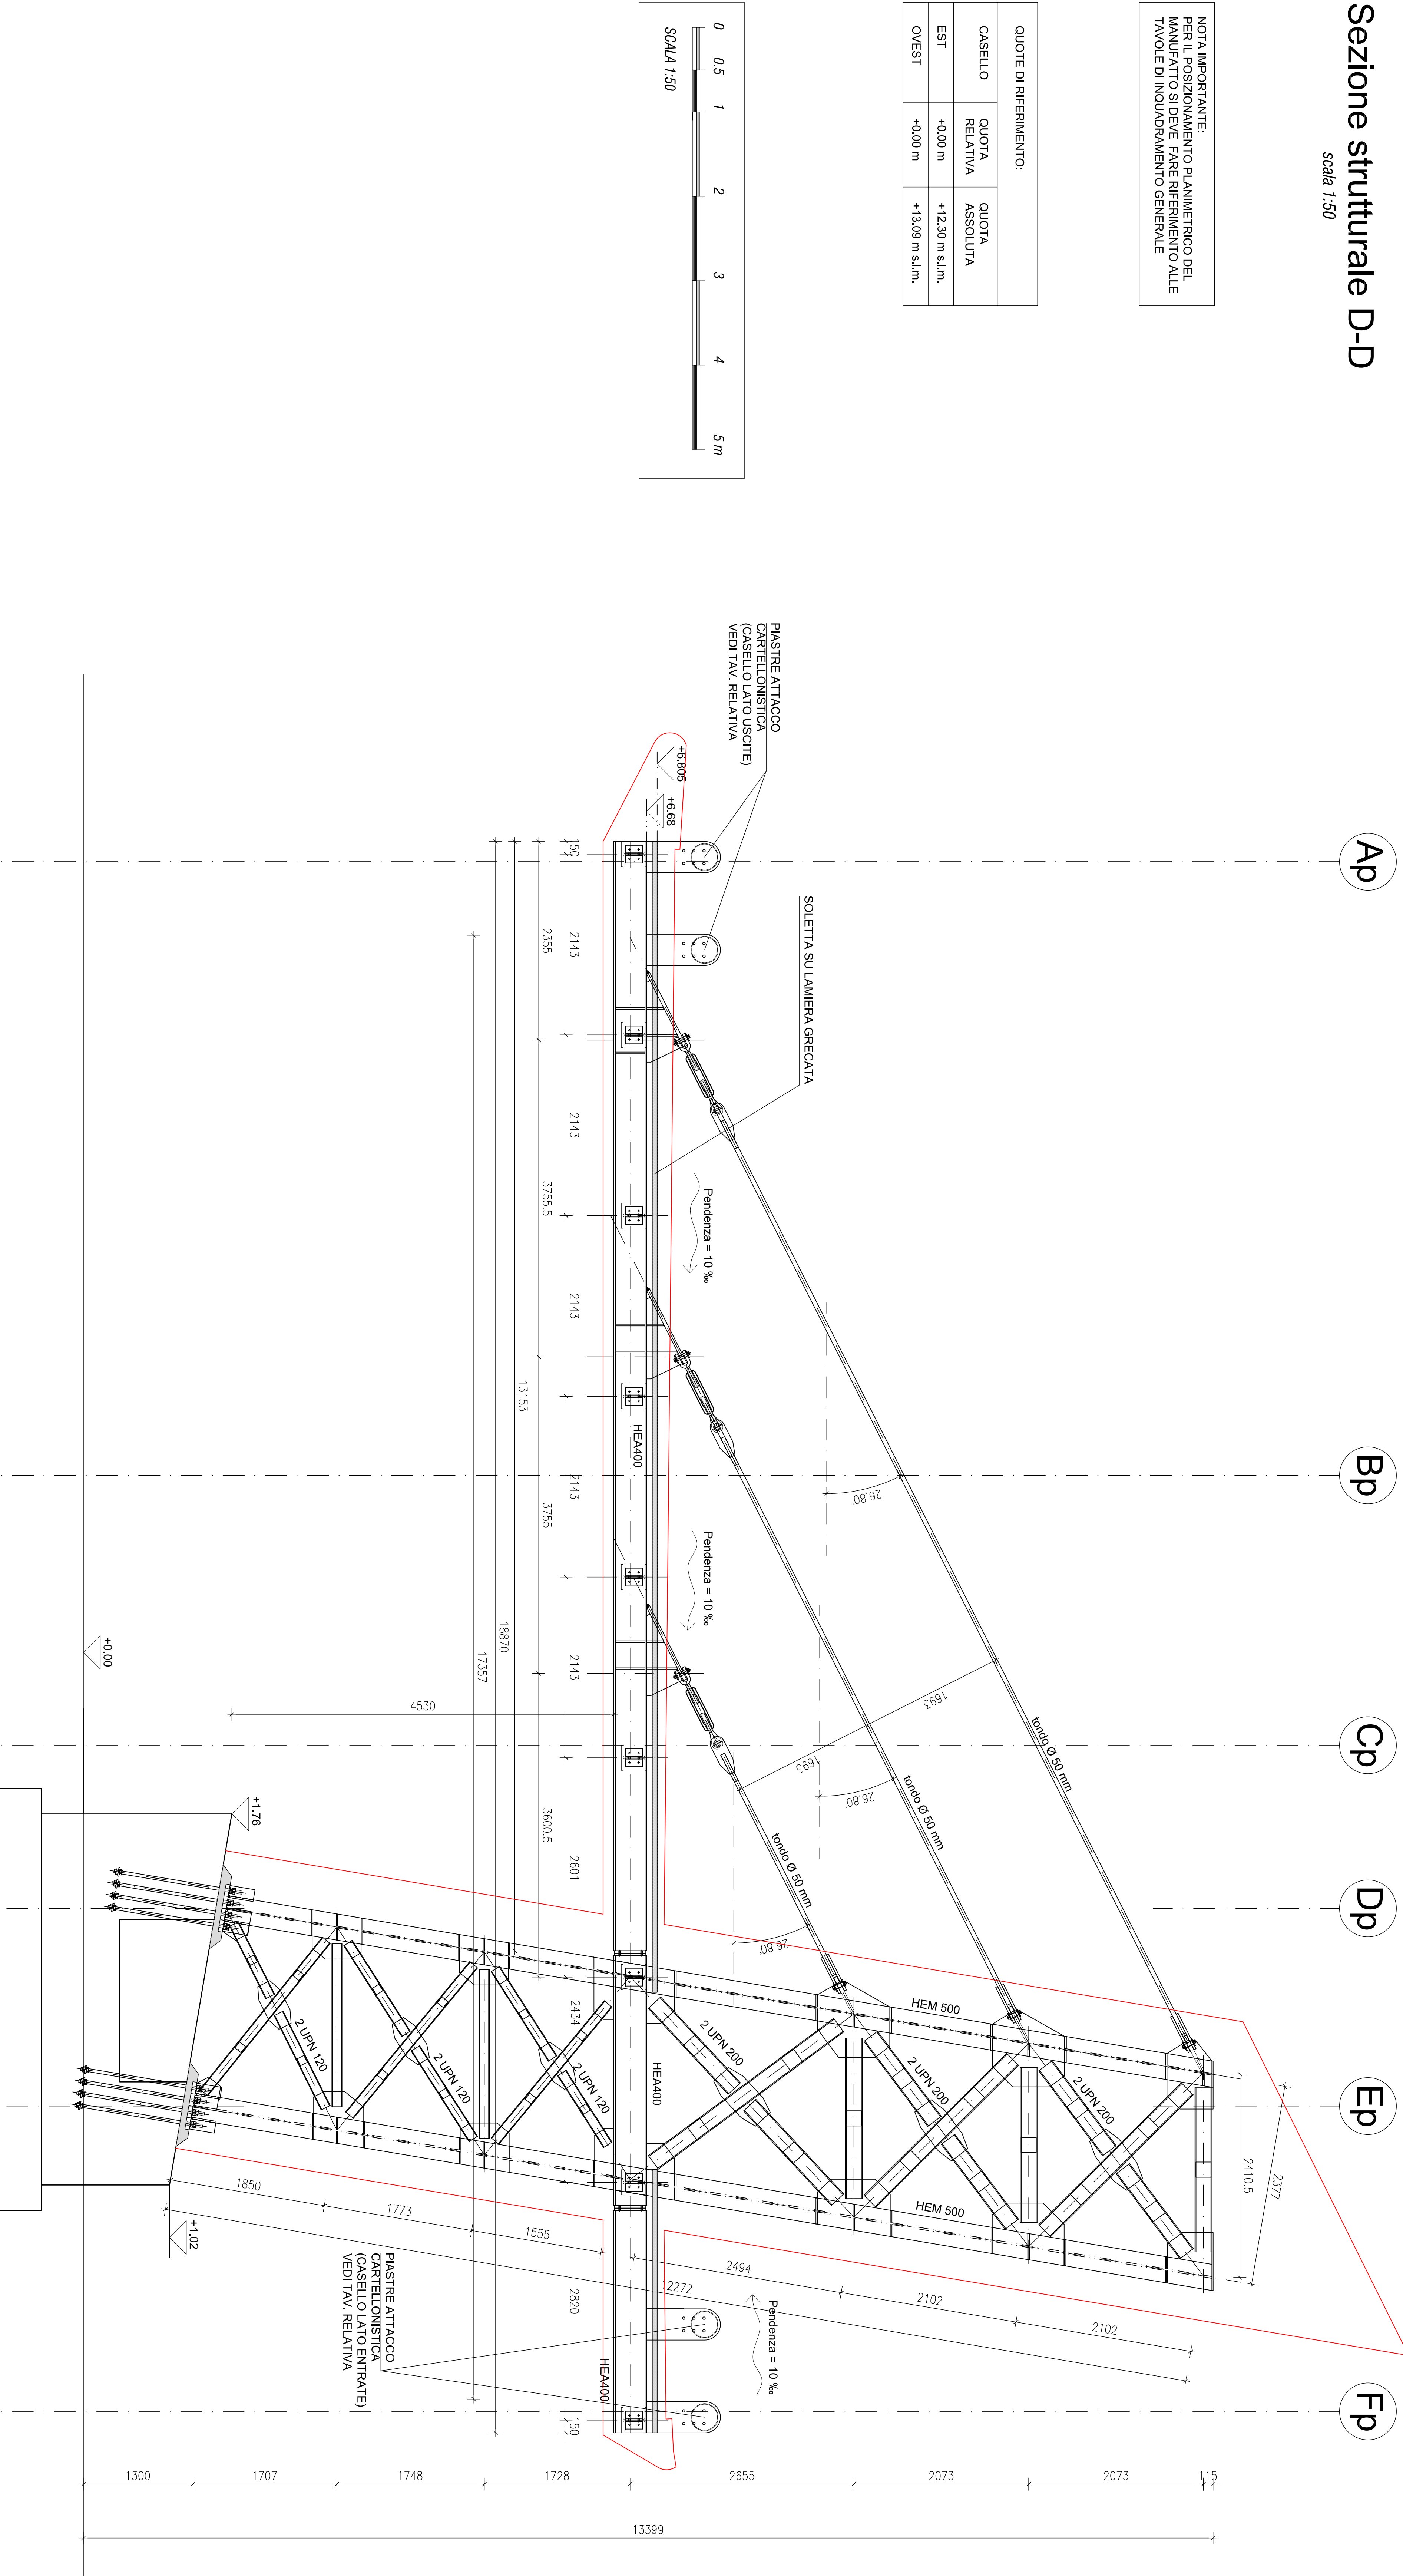 Sezione strutturale D-D
scala 1:50
NOTA IMPORTANTE:
PER IL POSIZIONAMENTO PLANIMETRICO DEL
MANUFATTO SI DEVE FARE RIFERIMENTO ALLE
TAVOLE DI INQUADRAMENTO GENERALE
QUOTE DI RIFERIMENTO:
CASELLO QUOTA RELATIVA QUOTA ASSOLUTA
EST +0.00 m +12.30 m s.l.m.
OVEST +0.00 m +13.09 m s.l.m.
0 0.5 1 2 3 4 5 m
SCALA 1:50
Ap
Bp
Cp
Dp
Ep
Fp
PIASTRE ATTACCO
CARTELLONISTICA
(CASELLO LATO USCITE)
VEDI TAV. RELATIVA
SOLETTA SU LAMIERA GRECATA
+6.805
+6.68
Pendenza = 10 ‰
Pendenza = 10 ‰
Pendenza = 10 ‰
26.80°
26.80°
26.80°
1693
1693
tondo Ø 50 mm
tondo Ø 50 mm
tondo Ø 50 mm
HEM 500
HEM 500
2 UPN 200
2 UPN 200
2 UPN 200
2410.5
2377
HEA400
HEA400
HEA400
2 UPN 120
2 UPN 120
2 UPN 120
150
2143
2143
2143
2143
2143
2601
2434
2820
150
2355
3755.5
3755
3600.5
13153
18870
17357
4530
+0.00
+1.76
+1.02
1850
1773
1555
2494
2102
2102
12272
PIASTRE ATTACCO
CARTELLONISTICA
(CASELLO LATO ENTRATE)
VEDI TAV. RELATIVA
1300
1707
1748
1728
2655
2073
2073
115
13399